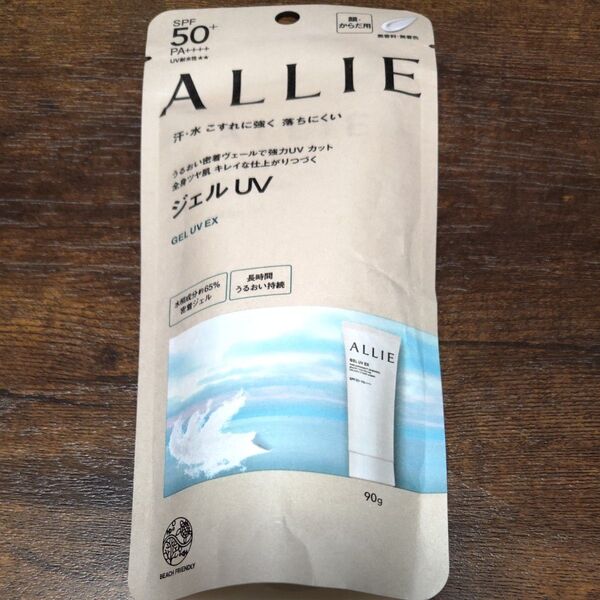 SPF
50+
PA++++
UV耐水性★★
顔・
からだ用
無香料・無着色
ALLIE
汗・水 こすれに強く 落ちにくい
うるおい密着ヴェールで強力UV カット
全身ツヤ肌 キレイな仕上がりつづく
ジェル UV
GEL UV EX
水相成分約65%
密着ジェル
長時間
うるおい持続
ALLIE
GEL UV EX
90g
BEACH FRIENDLY